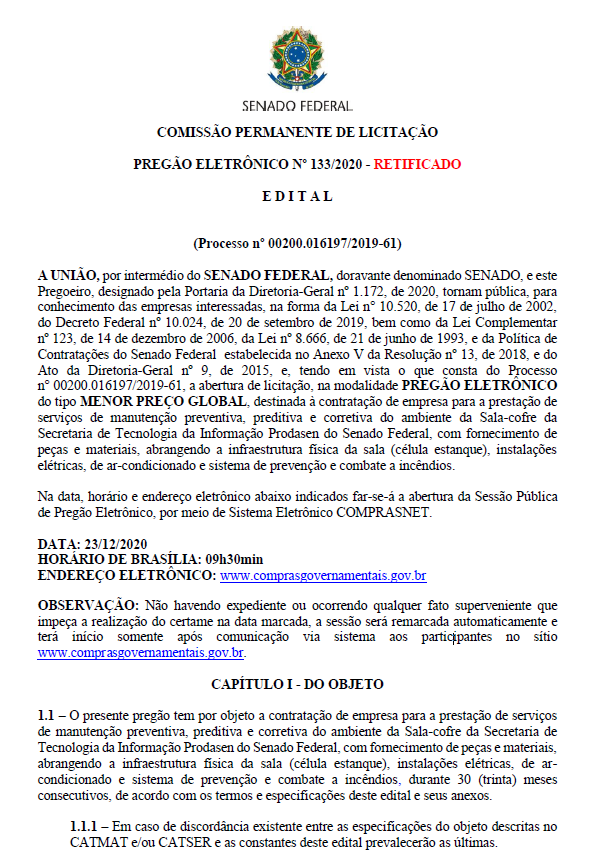 SENADO FEDERAL
COMISSÃO PERMANENTE DE LICITAÇÃO
PREGÃO ELETRÔNICO Nº 133/2020 - RETIFICADO
E D I T A L
(Processo nº 00200.016197/2019-61)
A UNIÃO, por intermédio do SENADO FEDERAL, doravante denominado SENADO, e este
Pregoeiro, designado pela Portaria da Diretoria-Geral nº 1.172, de 2020, tornam pública, para
conhecimento das empresas interessadas, na forma da Lei nº 10.520, de 17 de julho de 2002,
do Decreto Federal nº 10.024, de 20 de setembro de 2019, bem como da Lei Complementar
nº 123, de 14 de dezembro de 2006, da Lei nº 8.666, de 21 de junho de 1993, e da Política de
Contratações do Senado Federal estabelecida no Anexo V da Resolução nº 13, de 2018, e do
Ato da Diretoria-Geral nº 9, de 2015, e, tendo em vista o que consta do Processo
nº 00200.016197/2019-61, a abertura de licitação, na modalidade PREGÃO ELETRÔNICO
do tipo MENOR PREÇO GLOBAL, destinada à contratação de empresa para a prestação de
serviços de manutenção preventiva, preditiva e corretiva do ambiente da Sala-cofre da
Secretaria de Tecnologia da Informação Prodasen do Senado Federal, com fornecimento de
peças e materiais, abrangendo a infraestrutura física da sala (célula estanque), instalações
elétricas, de ar-condicionado e sistema de prevenção e combate a incêndios.
Na data, horário e endereço eletrônico abaixo indicados far-se-á a abertura da Sessão Pública
de Pregão Eletrônico, por meio de Sistema Eletrônico COMPRASNET.
DATA: 23/12/2020
HORÁRIO DE BRASÍLIA: 09h30min
ENDEREÇO ELETRÔNICO: www.comprasgovernamentais.gov.br
OBSERVAÇÃO: Não havendo expediente ou ocorrendo qualquer fato superveniente que
impeça a realização do certame na data marcada, a sessão será remarcada automaticamente e
terá início somente após comunicação via sistema aos participantes no sítio
www.comprasgovernamentais.gov.br.
CAPÍTULO I - DO OBJETO
1.1 – O presente pregão tem por objeto a contratação de empresa para a prestação de serviços
de manutenção preventiva, preditiva e corretiva do ambiente da Sala-cofre da Secretaria de
Tecnologia da Informação Prodasen do Senado Federal, com fornecimento de peças e materiais,
abrangendo a infraestrutura física da sala (célula estanque), instalações elétricas, de ar-
condicionado e sistema de prevenção e combate a incêndios, durante 30 (trinta) meses
consecutivos, de acordo com os termos e especificações deste edital e seus anexos.
1.1.1 – Em caso de discordância existente entre as especificações do objeto descritas no
CATMAT e/ou CATSER e as constantes deste edital prevalecerão as últimas.